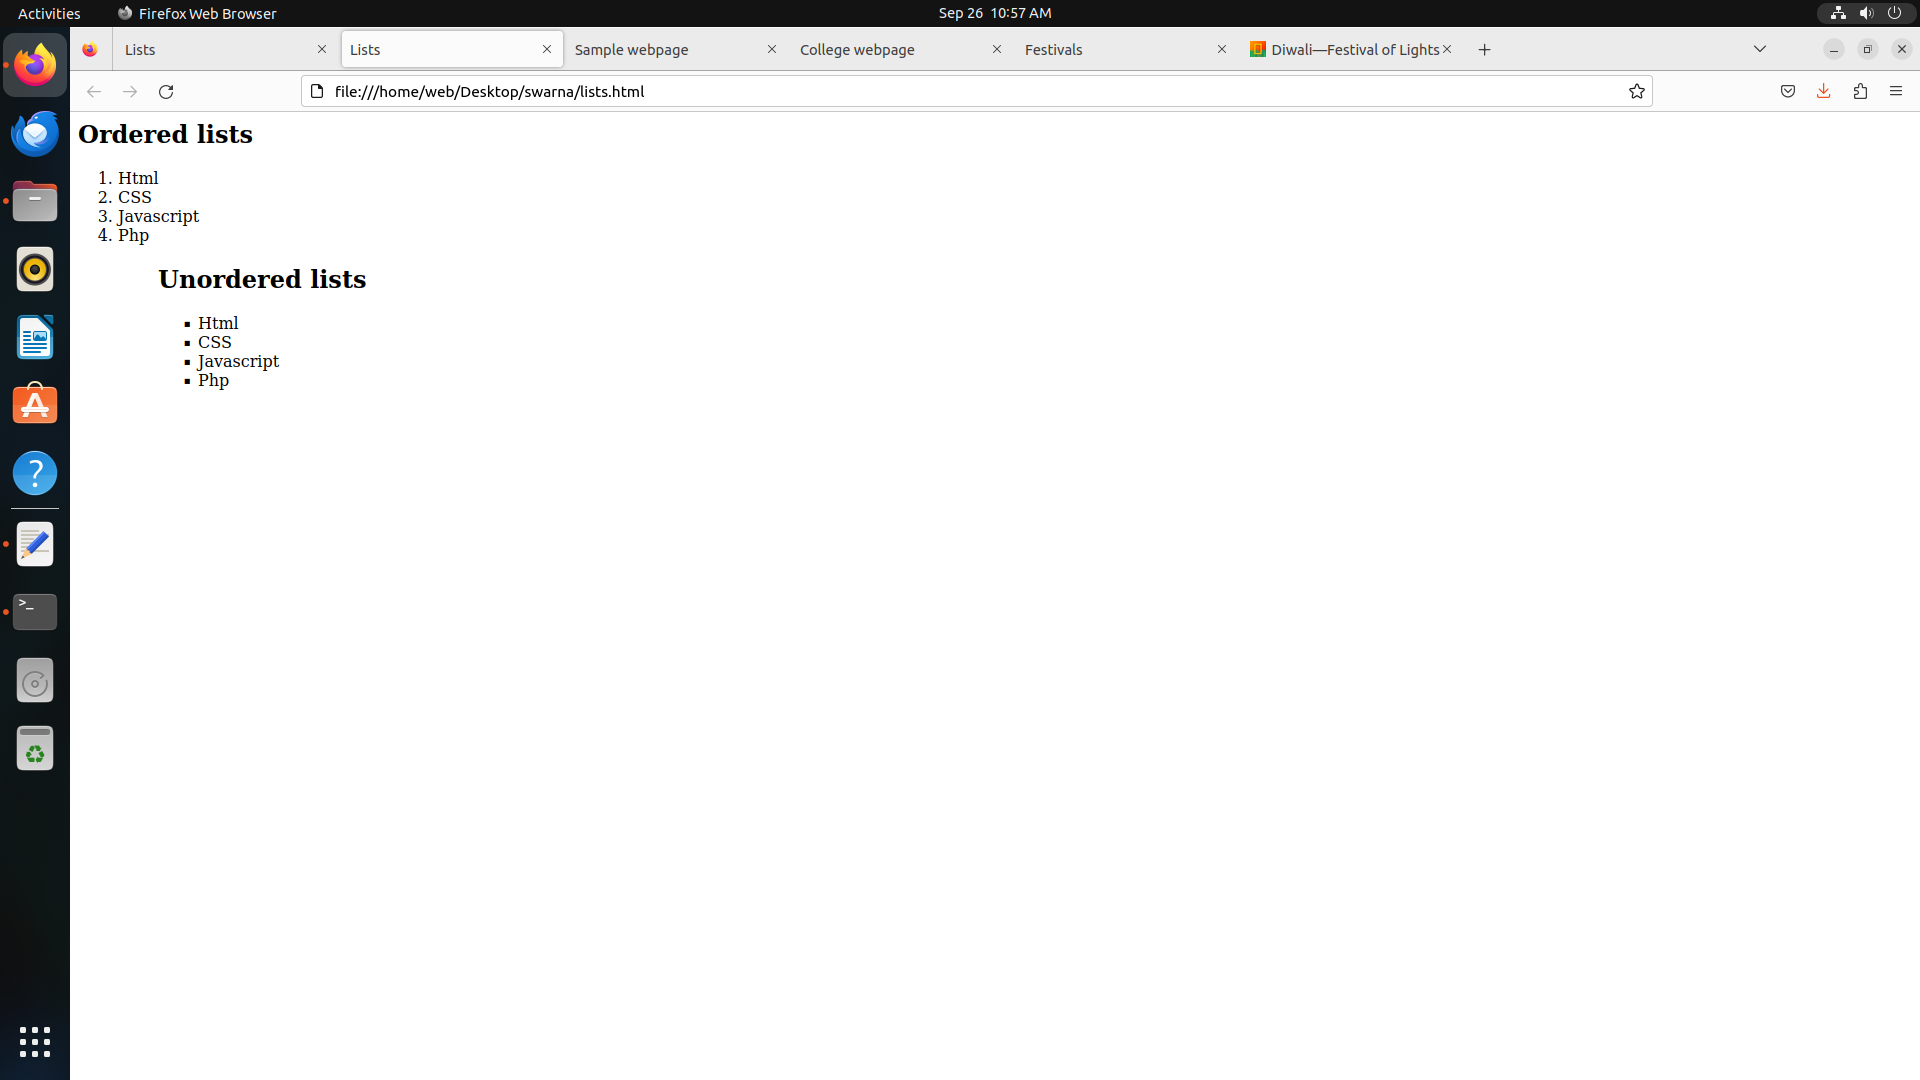 Activities Firefox Web Browser Sep 26 10:57 AM
Lists Lists Sample webpage College webpage Festivals Diwali—Festival of Lights
file:///home/web/Desktop/swarna/lists.html
Ordered lists
1. Html
2. CSS
3. Javascript
4. Php
Unordered lists
▪ Html
▪ CSS
▪ Javascript
▪ Php